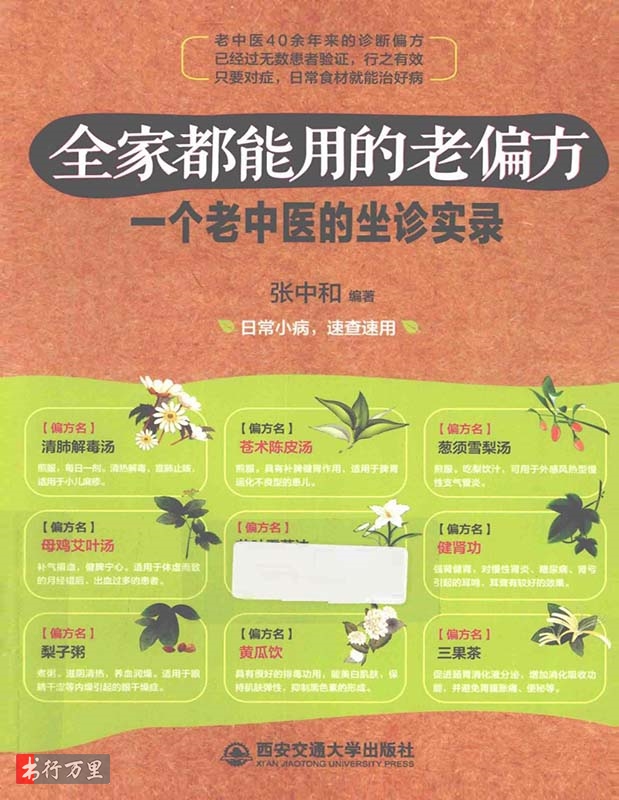 老中医40余年来的诊断偏方
已经过无数患者验证，行之有效
只要对症，日常食材就能治好病
全家都能用的老偏方
一个老中医的坐诊实录
张中和 编著
日常小病，速查速用
【偏方名】
清肺解毒汤
煎服，每日一剂。清热解毒，宣肺止咳，
适用于小儿麻疹。
【偏方名】
苍术陈皮汤
煎服，具有补脾健胃作用，适用于脾胃
运化不良型的患儿。
【偏方名】
葱须雪梨汤
煎服。吃梨饮汁，可用于外感风热型慢
性支气管炎。
【偏方名】
母鸡艾叶汤
补气摄血，健脾宁心。适用于体虚而致
的月经错后、出血过多的患者。
【偏方名】
【偏方名】
健肾功
强肾健肾，对慢性肾炎、糖尿病、肾亏
引起的耳鸣、耳聋有较好的效果。
【偏方名】
梨子粥
煮粥。滋阴清热，养血润燥。适用于眼
睛干涩等内燥引起的眼干燥症。
【偏方名】
黄瓜饮
具有很好的排毒功用，能美白肌肤，保
持肌肤弹性，抑制黑色素的形成。
【偏方名】
三果茶
促进肠胃消化液分泌，增加消化吸收功
能，并避免胃腹胀痛、便秘等。
西安交通大学出版社
XI'AN JIAOTONG UNIVERSITY PRESS
书行万里